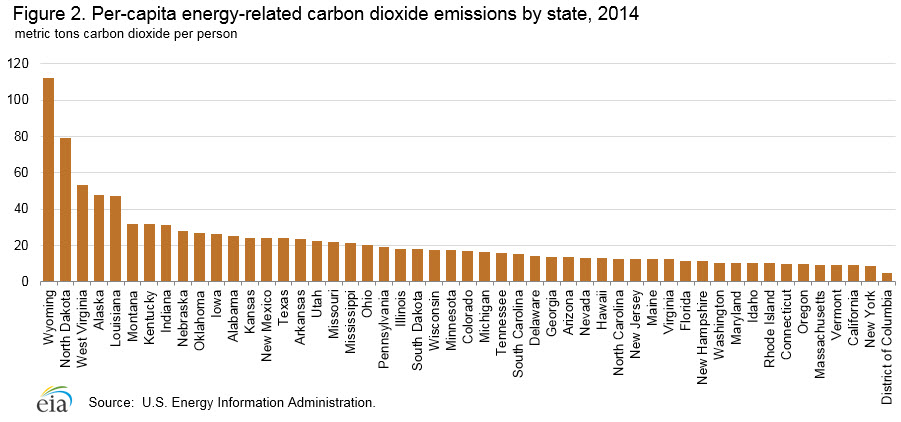 Figure 2. Per-capita energy-related carbon dioxide emissions by state, 2014
metric tons carbon dioxide per person
120
100
80
60
40
20
0
Wyoming
North Dakota
West Virginia
Alaska
Louisiana
Montana
Kentucky
Indiana
Nebraska
Oklahoma
Iowa
Alabama
Kansas
New Mexico
Texas
Arkansas
Utah
Missouri
Mississippi
Ohio
Pennsylvania
Illinois
South Dakota
Wisconsin
Minnesota
Colorado
Michigan
Tennessee
South Carolina
Delaware
Georgia
Arizona
Nevada
Hawaii
North Carolina
New Jersey
Maine
Virginia
Florida
New Hampshire
Washington
Maryland
Idaho
Rhode Island
Connecticut
Oregon
Massachusetts
Vermont
California
New York
District of Columbia
eia
Source: U.S. Energy Information Administration.